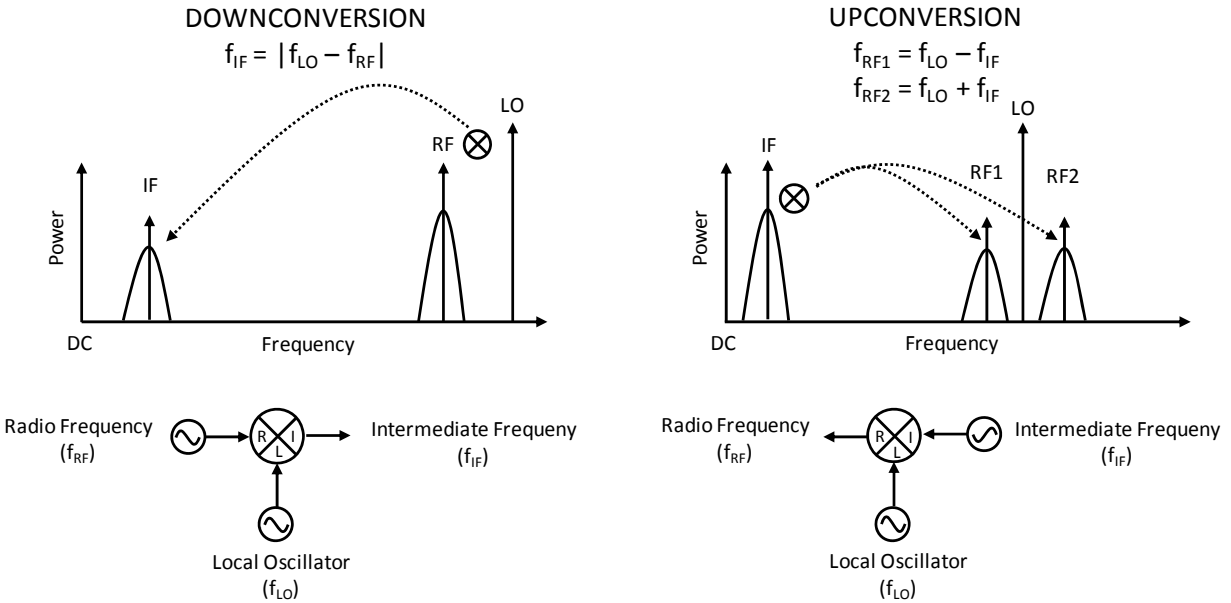 DOWNCONVERSION
f_IF = |f_LO – f_RF|
LO
RF
IF
Power
DC
Frequency
Radio Frequency
(f_RF)
R
I
L
Intermediate Frequeny
(f_IF)
Local Oscillator
(f_LO)
UPCONVERSION
f_RF1 = f_LO – f_IF
f_RF2 = f_LO + f_IF
LO
IF
RF1
RF2
Power
DC
Frequency
Radio Frequency
(f_RF)
R
I
L
Intermediate Frequeny
(f_IF)
Local Oscillator
(f_LO)